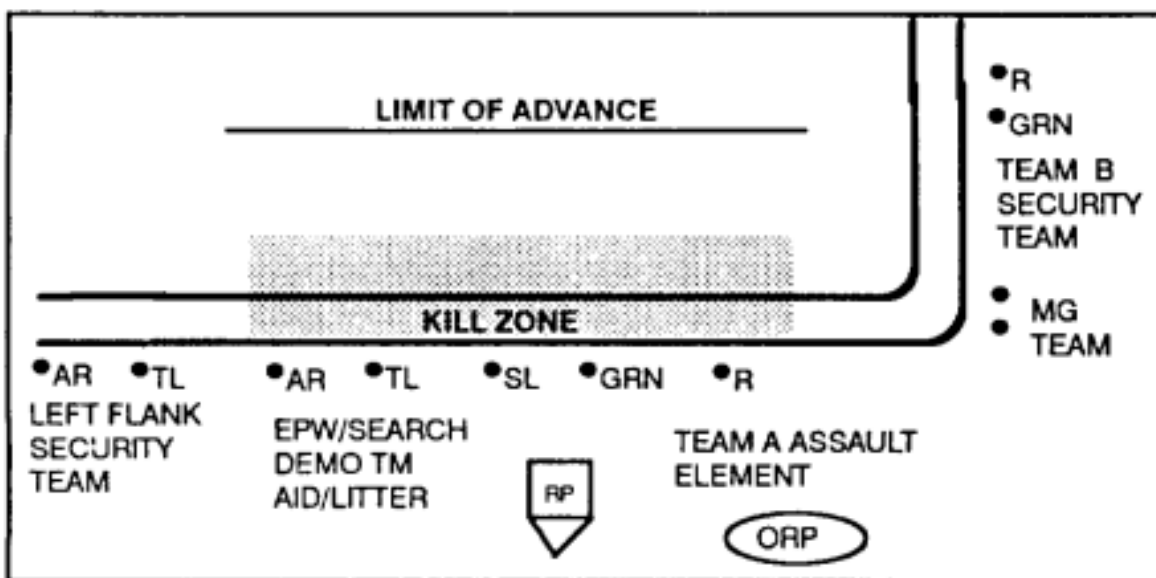 LIMIT OF ADVANCE
R
GRN
TEAM B
SECURITY
TEAM
KILL ZONE
MG
TEAM
AR
TL
AR
TL
SL
GRN
R
LEFT FLANK
SECURITY
TEAM
EPW/SEARCH
DEMO TM
AID/LITTER
TEAM A ASSAULT
ELEMENT
RP
ORP